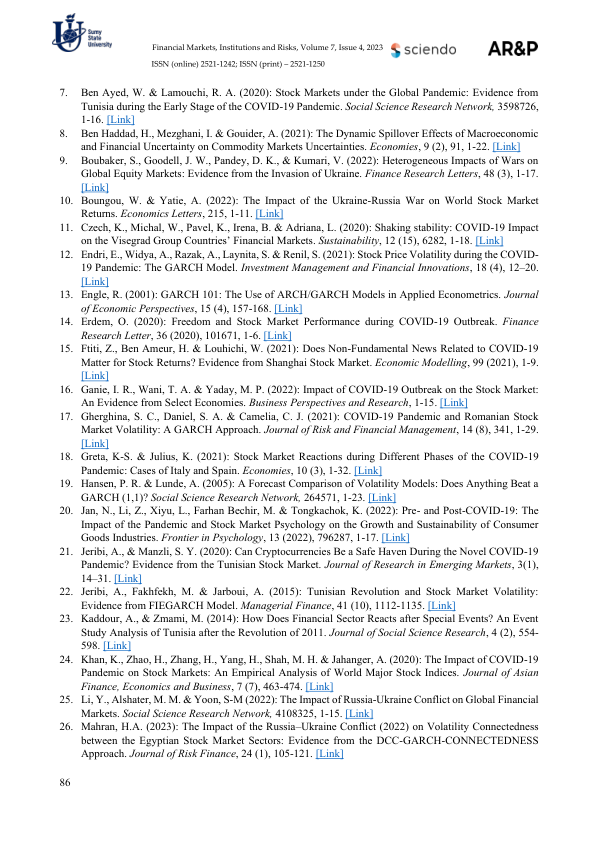 Sumy
State
University
Financial Markets, Institutions and Risks, Volume 7, Issue 4, 2023
sciendo
AR&P
ISSN (online) 2521-1242; ISSN (print) – 2521-1250
7. Ben Ayed, W. & Lamouchi, R. A. (2020): Stock Markets under the Global Pandemic: Evidence from
Tunisia during the Early Stage of the COVID-19 Pandemic. Social Science Research Network, 3598726,
1-16. [Link]
8. Ben Haddad, H., Mezghani, I. & Gouider, A. (2021): The Dynamic Spillover Effects of Macroeconomic
and Financial Uncertainty on Commodity Markets Uncertainties. Economies, 9 (2), 91, 1-22. [Link]
9. Boubaker, S., Goodell, J. W., Pandey, D. K., & Kumari, V. (2022): Heterogeneous Impacts of Wars on
Global Equity Markets: Evidence from the Invasion of Ukraine. Finance Research Letters, 48 (3), 1-17.
[Link]
10. Boungou, W. & Yatie, A. (2022): The Impact of the Ukraine-Russia War on World Stock Market
Returns. Economics Letters, 215, 1-11. [Link]
11. Czech, K., Michal, W., Pavel, K., Irena, B. & Adriana, L. (2020): Shaking stability: COVID-19 Impact
on the Visegrad Group Countries’ Financial Markets. Sustainability, 12 (15), 6282, 1-18. [Link]
12. Endri, E., Widya, A., Razak, A., Laynita, S. & Renil, S. (2021): Stock Price Volatility during the COVID-
19 Pandemic: The GARCH Model. Investment Management and Financial Innovations, 18 (4), 12–20.
[Link]
13. Engle, R. (2001): GARCH 101: The Use of ARCH/GARCH Models in Applied Econometrics. Journal
of Economic Perspectives, 15 (4), 157-168. [Link]
14. Erdem, O. (2020): Freedom and Stock Market Performance during COVID-19 Outbreak. Finance
Research Letter, 36 (2020), 101671, 1-6. [Link]
15. Ftiti, Z., Ben Ameur, H. & Louhichi, W. (2021): Does Non-Fundamental News Related to COVID-19
Matter for Stock Returns? Evidence from Shanghai Stock Market. Economic Modelling, 99 (2021), 1-9.
[Link]
16. Ganie, I. R., Wani, T. A. & Yaday, M. P. (2022): Impact of COVID-19 Outbreak on the Stock Market:
An Evidence from Select Economies. Business Perspectives and Research, 1-15. [Link]
17. Gherghina, S. C., Daniel, S. A. & Camelia, C. J. (2021): COVID-19 Pandemic and Romanian Stock
Market Volatility: A GARCH Approach. Journal of Risk and Financial Management, 14 (8), 341, 1-29.
[Link]
18. Greta, K-S. & Julius, K. (2021): Stock Market Reactions during Different Phases of the COVID-19
Pandemic: Cases of Italy and Spain. Economies, 10 (3), 1-32. [Link]
19. Hansen, P. R. & Lunde, A. (2005): A Forecast Comparison of Volatility Models: Does Anything Beat a
GARCH (1,1)? Social Science Research Network, 264571, 1-23. [Link]
20. Jan, N., Li, Z., Xiyu, L., Farhan Bechir, M. & Tongkachok, K. (2022): Pre- and Post-COVID-19: The
Impact of the Pandemic and Stock Market Psychology on the Growth and Sustainability of Consumer
Goods Industries. Frontier in Psychology, 13 (2022), 796287, 1-17. [Link]
21. Jeribi, A., & Manzli, S. Y. (2020): Can Cryptocurrencies Be a Safe Haven During the Novel COVID-19
Pandemic? Evidence from the Tunisian Stock Market. Journal of Research in Emerging Markets, 3(1),
14–31. [Link]
22. Jeribi, A., Fakhfekh, M. & Jarboui, A. (2015): Tunisian Revolution and Stock Market Volatility:
Evidence from FIEGARCH Model. Managerial Finance, 41 (10), 1112-1135. [Link]
23. Kaddour, A., & Zmami, M. (2014): How Does Financial Sector Reacts after Special Events? An Event
Study Analysis of Tunisia after the Revolution of 2011. Journal of Social Science Research, 4 (2), 554-
598. [Link]
24. Khan, K., Zhao, H., Zhang, H., Yang, H., Shah, M. H. & Jahanger, A. (2020): The Impact of COVID-19
Pandemic on Stock Markets: An Empirical Analysis of World Major Stock Indices. Journal of Asian
Finance, Economics and Business, 7 (7), 463-474. [Link]
25. Li, Y., Alshater, M. M. & Yoon, S-M (2022): The Impact of Russia-Ukraine Conflict on Global Financial
Markets. Social Science Research Network, 4108325, 1-15. [Link]
26. Mahran, H.A. (2023): The Impact of the Russia–Ukraine Conflict (2022) on Volatility Connectedness
between the Egyptian Stock Market Sectors: Evidence from the DCC-GARCH-CONNECTEDNESS
Approach. Journal of Risk Finance, 24 (1), 105-121. [Link]
86